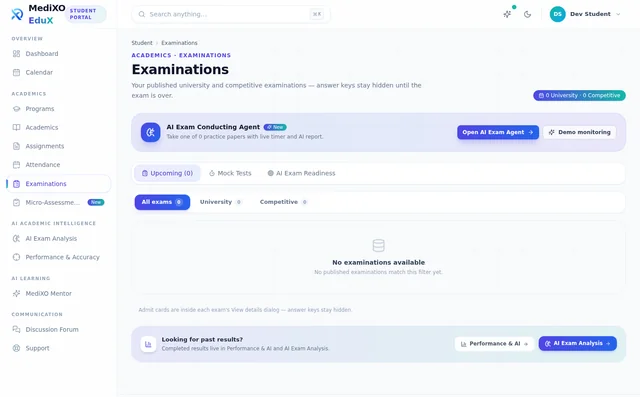 MediXO
EduX
STUDENT
PORTAL
Search anything...
⌘K
DS
Dev Student
OVERVIEW
Dashboard
Calendar
ACADEMICS
Programs
Academics
Assignments
Attendance
Examinations
Micro-Assessme...
New
AI ACADEMIC INTELLIGENCE
AI Exam Analysis
Performance & Accuracy
AI LEARNING
MediXO Mentor
COMMUNICATION
Discussion Forum
Support
Student
Examinations
ACADEMICS · EXAMINATIONS
Examinations
Your published university and competitive examinations — answer keys stay hidden until the
exam is over.
0 University · 0 Competitive
AI Exam Conducting Agent
New
Take one of 0 practice papers with live timer and AI report.
Open AI Exam Agent →
Demo monitoring
Upcoming (0)
Mock Tests
AI Exam Readiness
All exams 0
University 0
Competitive 0
No examinations available
No published examinations match this filter yet.
Admit cards are inside each exam's View details dialog — answer keys stay hidden.
Looking for past results?
Completed results live in Performance & AI and AI Exam Analysis.
Performance & AI →
AI Exam Analysis →